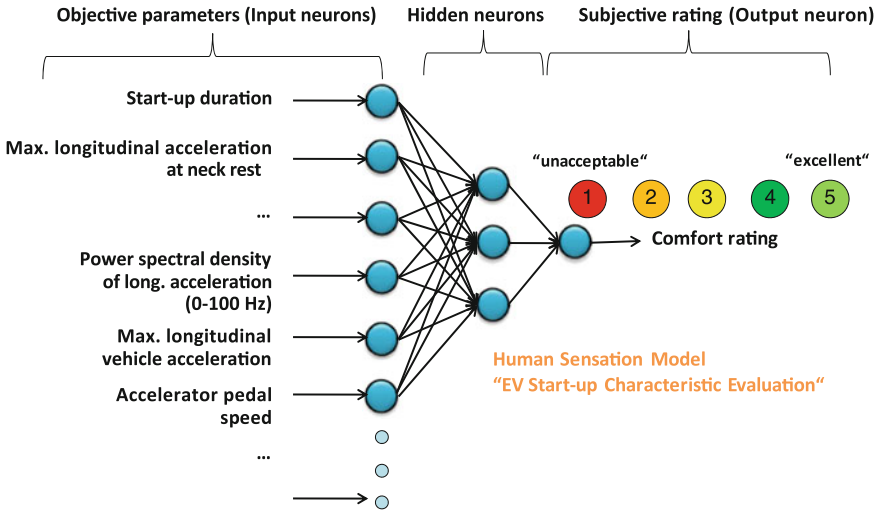 Objective parameters (Input neurons)
Hidden neurons
Subjective rating (Output neuron)
Start-up duration
Max. longitudinal acceleration
at neck rest
...
Power spectral density
of long. acceleration
(0-100 Hz)
Max. longitudinal
vehicle acceleration
Accelerator pedal
speed
...
“unacceptable“
“excellent“
1
2
3
4
5
Comfort rating
Human Sensation Model
“EV Start-up Characteristic Evaluation“